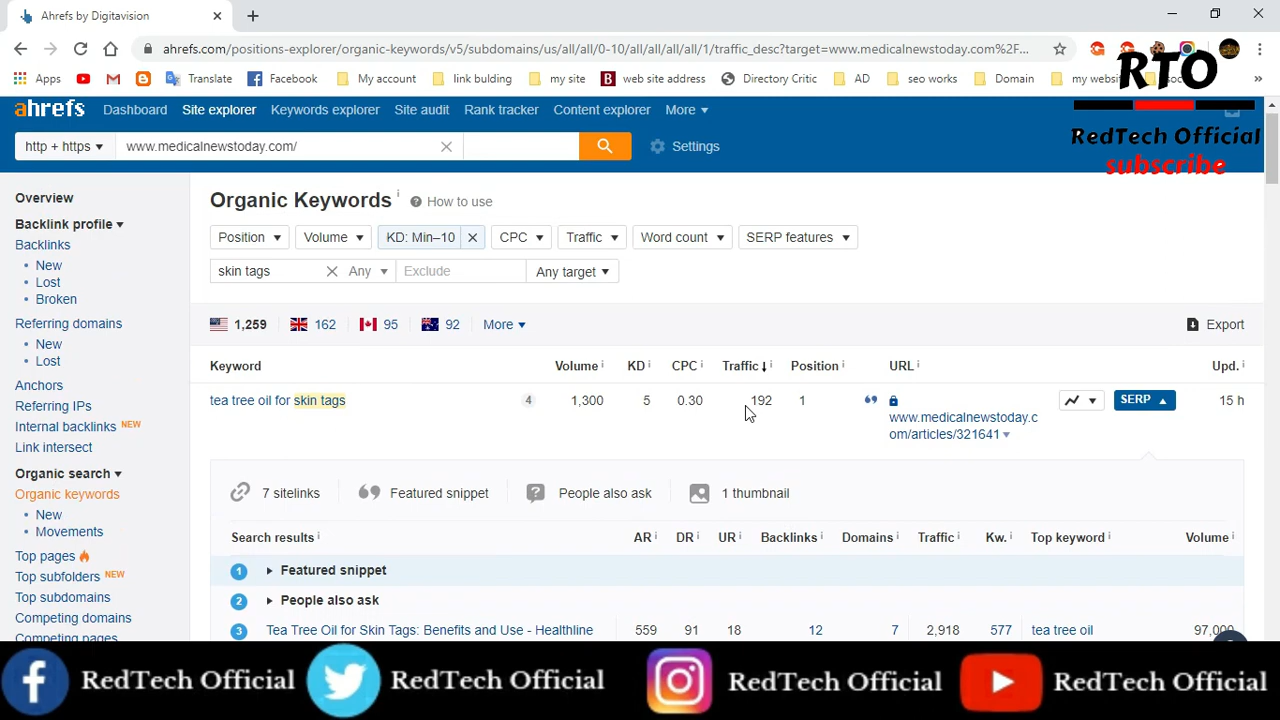 Ahrefs by Digitavision
ahrefs.com/positions-explorer/organic-keywords/v5/subdomains/us/all/all/0-10/all/all/all/all/1/traffic_desc?target=www.medicalnewstoday.com%2F...
Apps Translate Facebook My account link bulding my site web site address Directory Critic AD seo works Domain my websit
RTO
RedTech Official
subscribe
ahrefs Dashboard Site explorer Keywords explorer Site audit Rank tracker Content explorer More
http + https www.medicalnewstoday.com/ Settings
Overview
Backlink profile
Backlinks
New
Lost
Broken
Referring domains
New
Lost
Anchors
Referring IPs
Internal backlinks NEW
Link intersect
Organic search
Organic keywords
New
Movements
Top pages
Top subfolders NEW
Top subdomains
Competing domains
Competing pages
Organic Keywords i How to use
Position Volume KD: Min–10 CPC Traffic Word count SERP features
skin tags Any Exclude Any target
1,259 162 95 92 More Export
Keyword Volume i KD i CPC i Traffic i Position i URL i Upd. i
tea tree oil for skin tags 4 1,300 5 0.30 192 1 SERP 15 h
www.medicalnewstoday.c
om/articles/321641
7 sitelinks Featured snippet People also ask 1 thumbnail
Search results i AR i DR i UR i Backlinks i Domains i Traffic i Kw. i Top keyword i Volume i
1 Featured snippet
2 People also ask
3 Tea Tree Oil for Skin Tags: Benefits and Use - Healthline 559 91 18 12 7 2,918 577 tea tree oil 97,000
RedTech Official RedTech Official RedTech Official RedTech Official